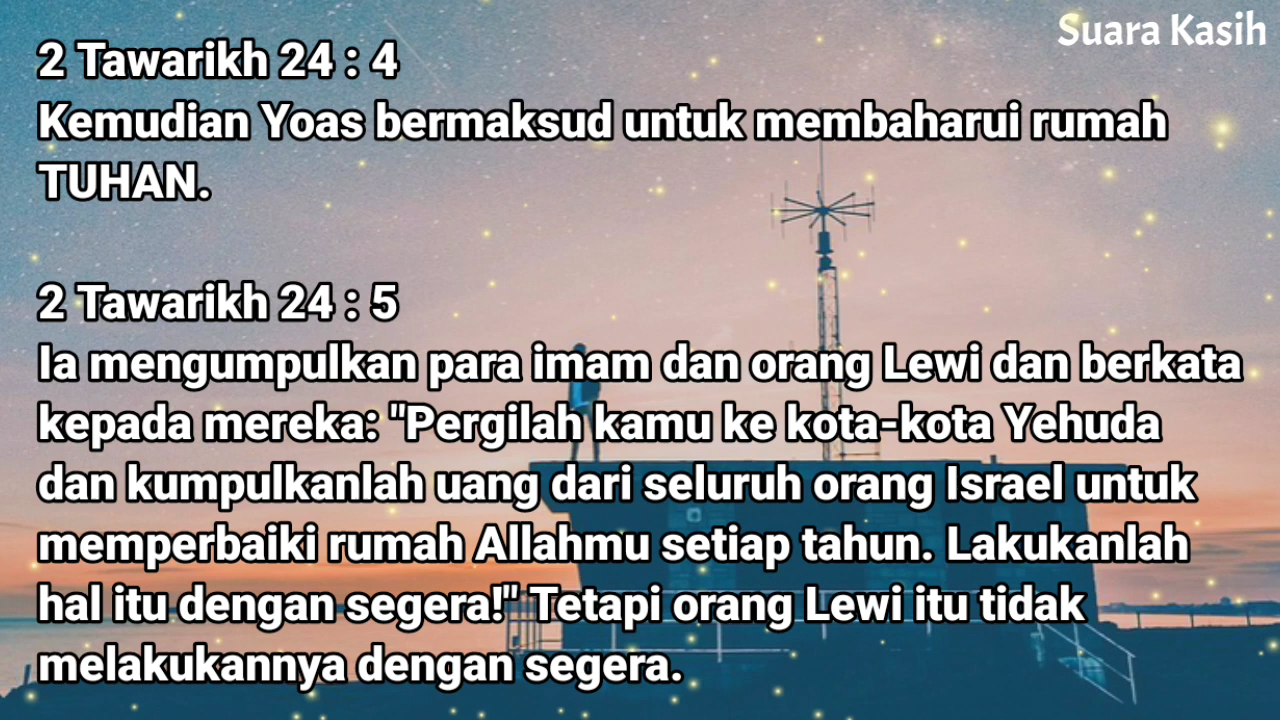 Suara Kasih
2 Tawarikh 24 : 4
Kemudian Yoas bermaksud untuk membaharui rumah
TUHAN.
2 Tawarikh 24 : 5
Ia mengumpulkan para imam dan orang Lewi dan berkata
kepada mereka: "Pergilah kamu ke kota-kota Yehuda
dan kumpulkanlah uang dari seluruh orang Israel untuk
memperbaiki rumah Allahmu setiap tahun. Lakukanlah
hal itu dengan segera!" Tetapi orang Lewi itu tidak
melakukannya dengan segera.